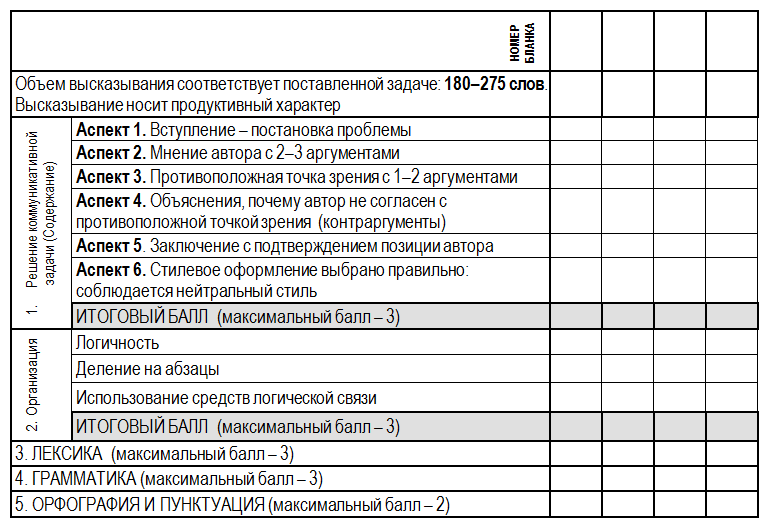 НОМЕР
БЛАНКА
Объем высказывания соответствует поставленной задаче: 180–275 слов.
Высказывание носит продуктивный характер
1. Решение коммуникативной
задачи (Содержание)
Аспект 1. Вступление – постановка проблемы
Аспект 2. Мнение автора с 2–3 аргументами
Аспект 3. Противоположная точка зрения с 1–2 аргументами
Аспект 4. Объяснения, почему автор не согласен с
противоположной точкой зрения (контраргументы)
Аспект 5. Заключение с подтверждением позиции автора
Аспект 6. Стилевое оформление выбрано правильно:
соблюдается нейтральный стиль
ИТОГОВЫЙ БАЛЛ (максимальный балл – 3)
2. Организация
Логичность
Деление на абзацы
Использование средств логической связи
ИТОГОВЫЙ БАЛЛ (максимальный балл – 3)
3. ЛЕКСИКА (максимальный балл – 3)
4. ГРАММАТИКА (максимальный балл – 3)
5. ОРФОГРАФИЯ И ПУНКТУАЦИЯ (максимальный балл – 2)